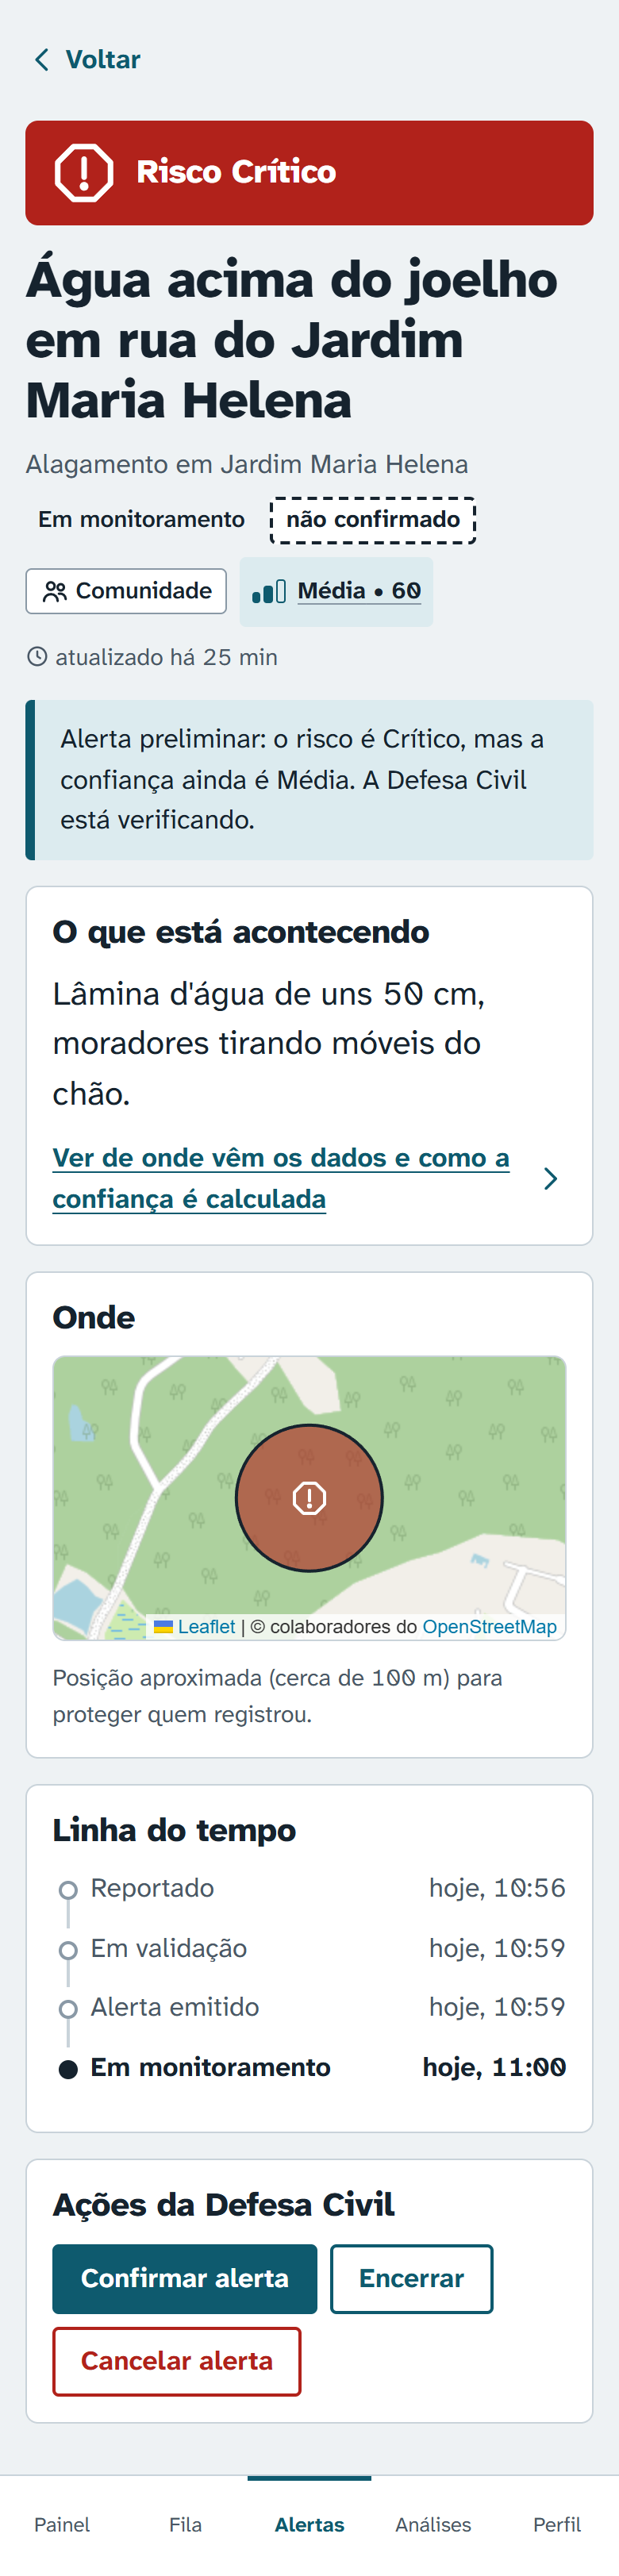 Voltar
Risco Crítico
Água acima do joelho
em rua do Jardim
Maria Helena
Alagamento em Jardim Maria Helena
Em monitoramento
não confirmado
Comunidade
Média • 60
atualizado há 25 min
Alerta preliminar: o risco é Crítico, mas a
confiança ainda é Média. A Defesa Civil
está verificando.
O que está acontecendo
Lâmina d'água de uns 50 cm,
moradores tirando móveis do
chão.
Ver de onde vêm os dados e como a
confiança é calculada
Onde
Leaflet | © colaboradores do OpenStreetMap
Posição aproximada (cerca de 100 m) para
proteger quem registrou.
Linha do tempo
Reportado hoje, 10:56
Em validação hoje, 10:59
Alerta emitido hoje, 10:59
Em monitoramento hoje, 11:00
Ações da Defesa Civil
Confirmar alerta
Encerrar
Cancelar alerta
Painel Fila Alertas Análises Perfil